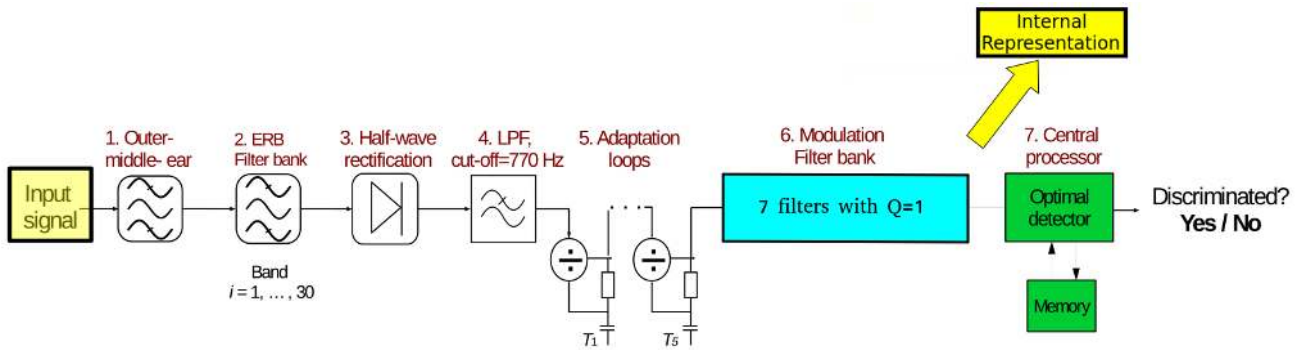 Internal
Representation
1. Outer-
middle- ear
2. ERB
Filter bank
3. Half-wave
rectification
4. LPF,
cut-off=770 Hz
5. Adaptation
loops
6. Modulation
Filter bank
7. Central
processor
Input
signal
7 filters with Q=1
Optimal
detector
Discriminated?
Yes / No
Band
i = 1, ... , 30
Memory
T1
T5